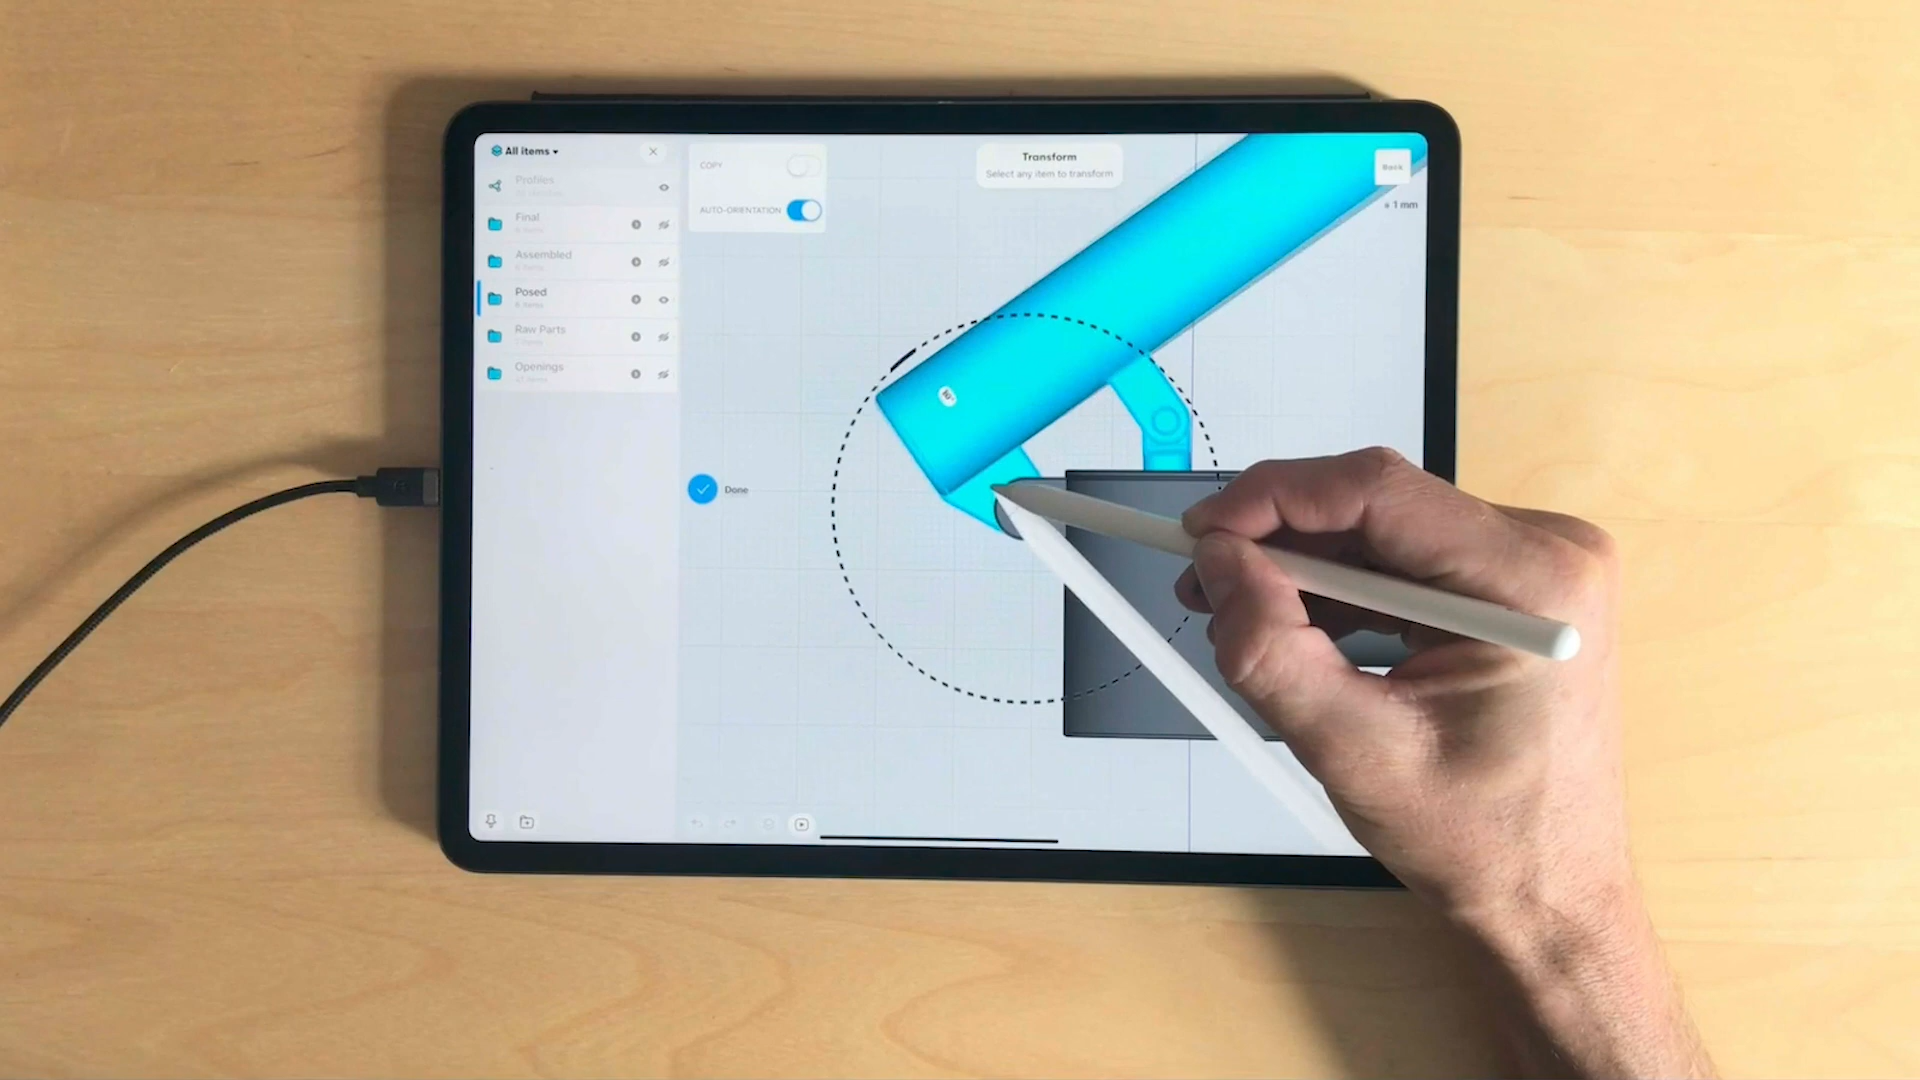 All items
Profiles
Final
Assembled
Posed
Raw Parts
Openings
COPY
AUTO-ORIENTATION
Transform
Select any item to transform
Back
1 mm
Done